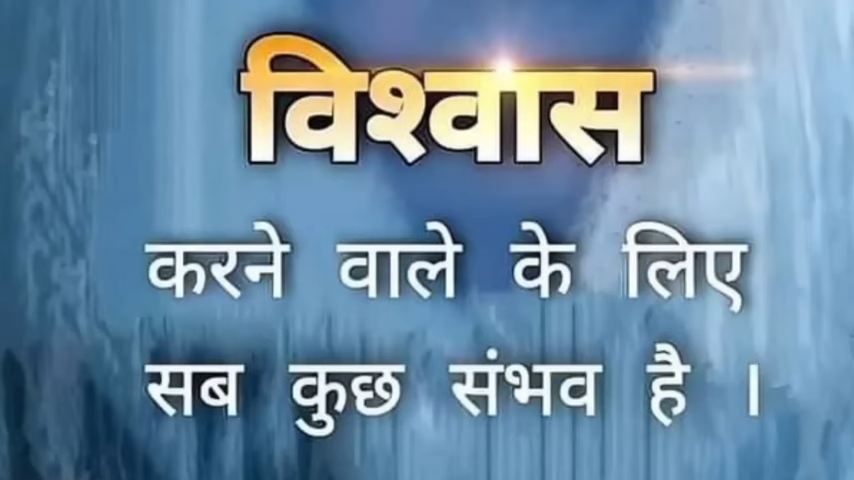 विश्वास
करने वाले के लिए
सब कुछ संभव है ।